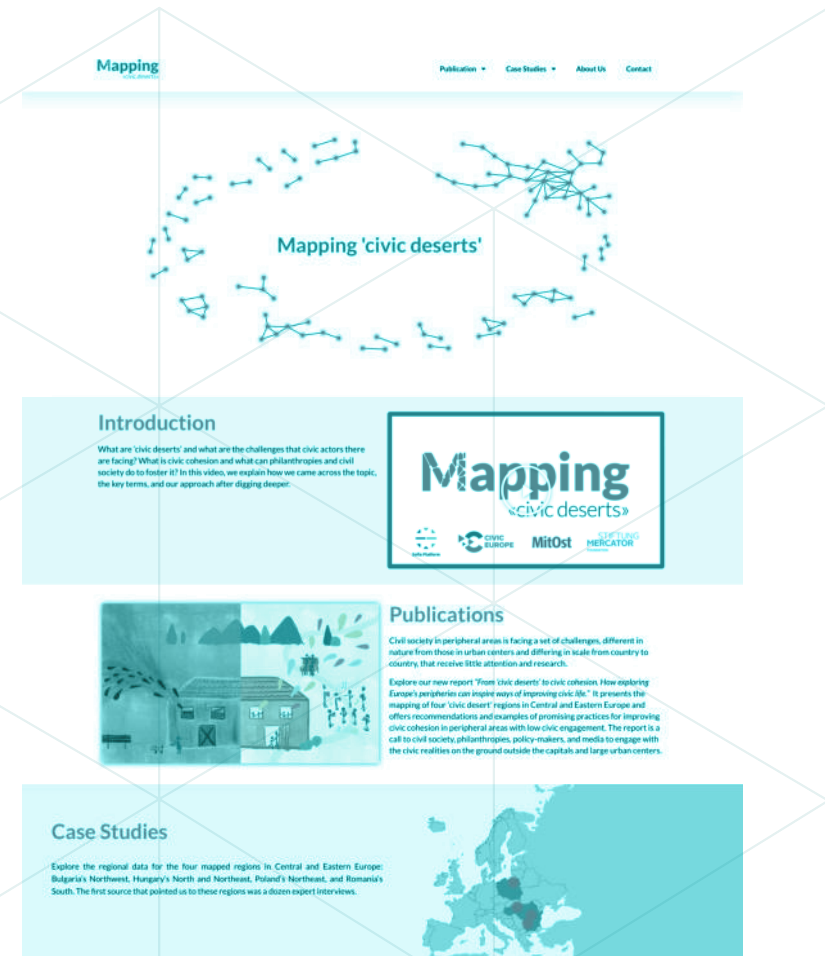 Mapping
«civic deserts»
Publication
Case Studies
About Us
Contact
Mapping 'civic deserts'
Introduction
What are 'civic deserts' and what are the challenges that civic actors there
are facing? What is civic cohesion and what can philanthropies and civil
society do to foster it? In this video, we explain how we came across the topic,
the key terms, and our approach after digging deeper.
Mapping
«civic deserts»
Sofia Platform
CIVIC
EUROPE
MitOst
STIFTUNG
MERCATOR
Publications
Civil society in peripheral areas is facing a set of challenges, different in
nature from those in urban centers and differing in scale from country to
country, that receive little attention and research.
Explore our new report "From 'civic deserts' to civic cohesion. How exploring
Europe's peripheries can inspire ways of improving civic life." It presents the
mapping of four 'civic desert' regions in Central and Eastern Europe and
offers recommendations and examples of promising practices for improving
civic cohesion in peripheral areas with low civic engagement. The report is a
call to civil society, philanthropies, policy-makers, and media to engage with
the civic realities on the ground outside the capitals and large urban centers.
Case Studies
Explore the regional data for the four mapped regions in Central and Eastern Europe:
Bulgaria's Northwest, Hungary's North and Northeast, Poland's Northeast, and Romania's
South. The first source that pointed us to these regions was a dozen expert interviews.